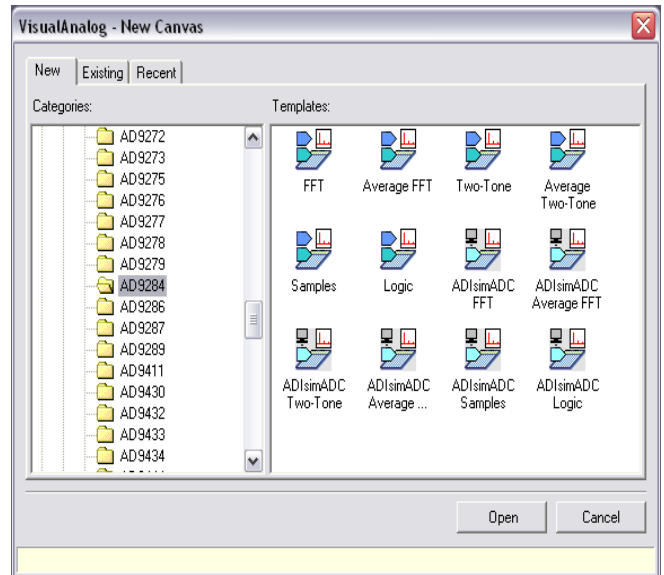 VisualAnalog - New Canvas
New Existing Recent
Categories:
Templates:
AD9272
AD9273
AD9275
AD9276
AD9277
AD9278
AD9279
AD9284
AD9286
AD9287
AD9289
AD9411
AD9430
AD9432
AD9433
AD9434
FFT
Average FFT
Two-Tone
Average
Two-Tone
Samples
Logic
ADIsimADC
FFT
ADIsimADC
Average FFT
ADIsimADC
Two-Tone
ADIsimADC
Average ...
ADIsimADC
Samples
ADIsimADC
Logic
Open
Cancel